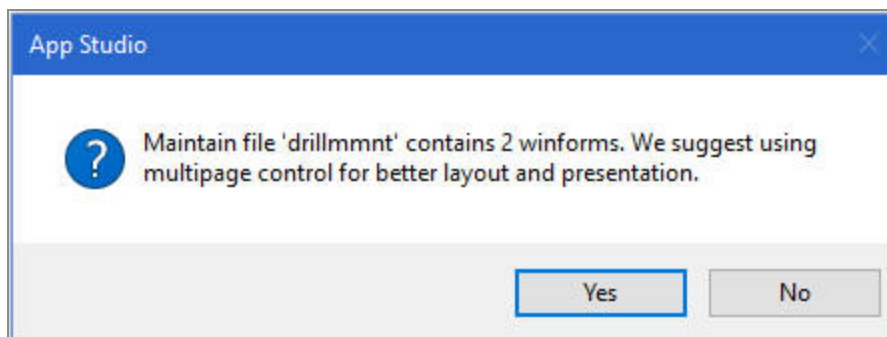 App Studio
Maintain file 'drillmmnt' contains 2 winforms. We suggest using
multipage control for better layout and presentation.
Yes
No